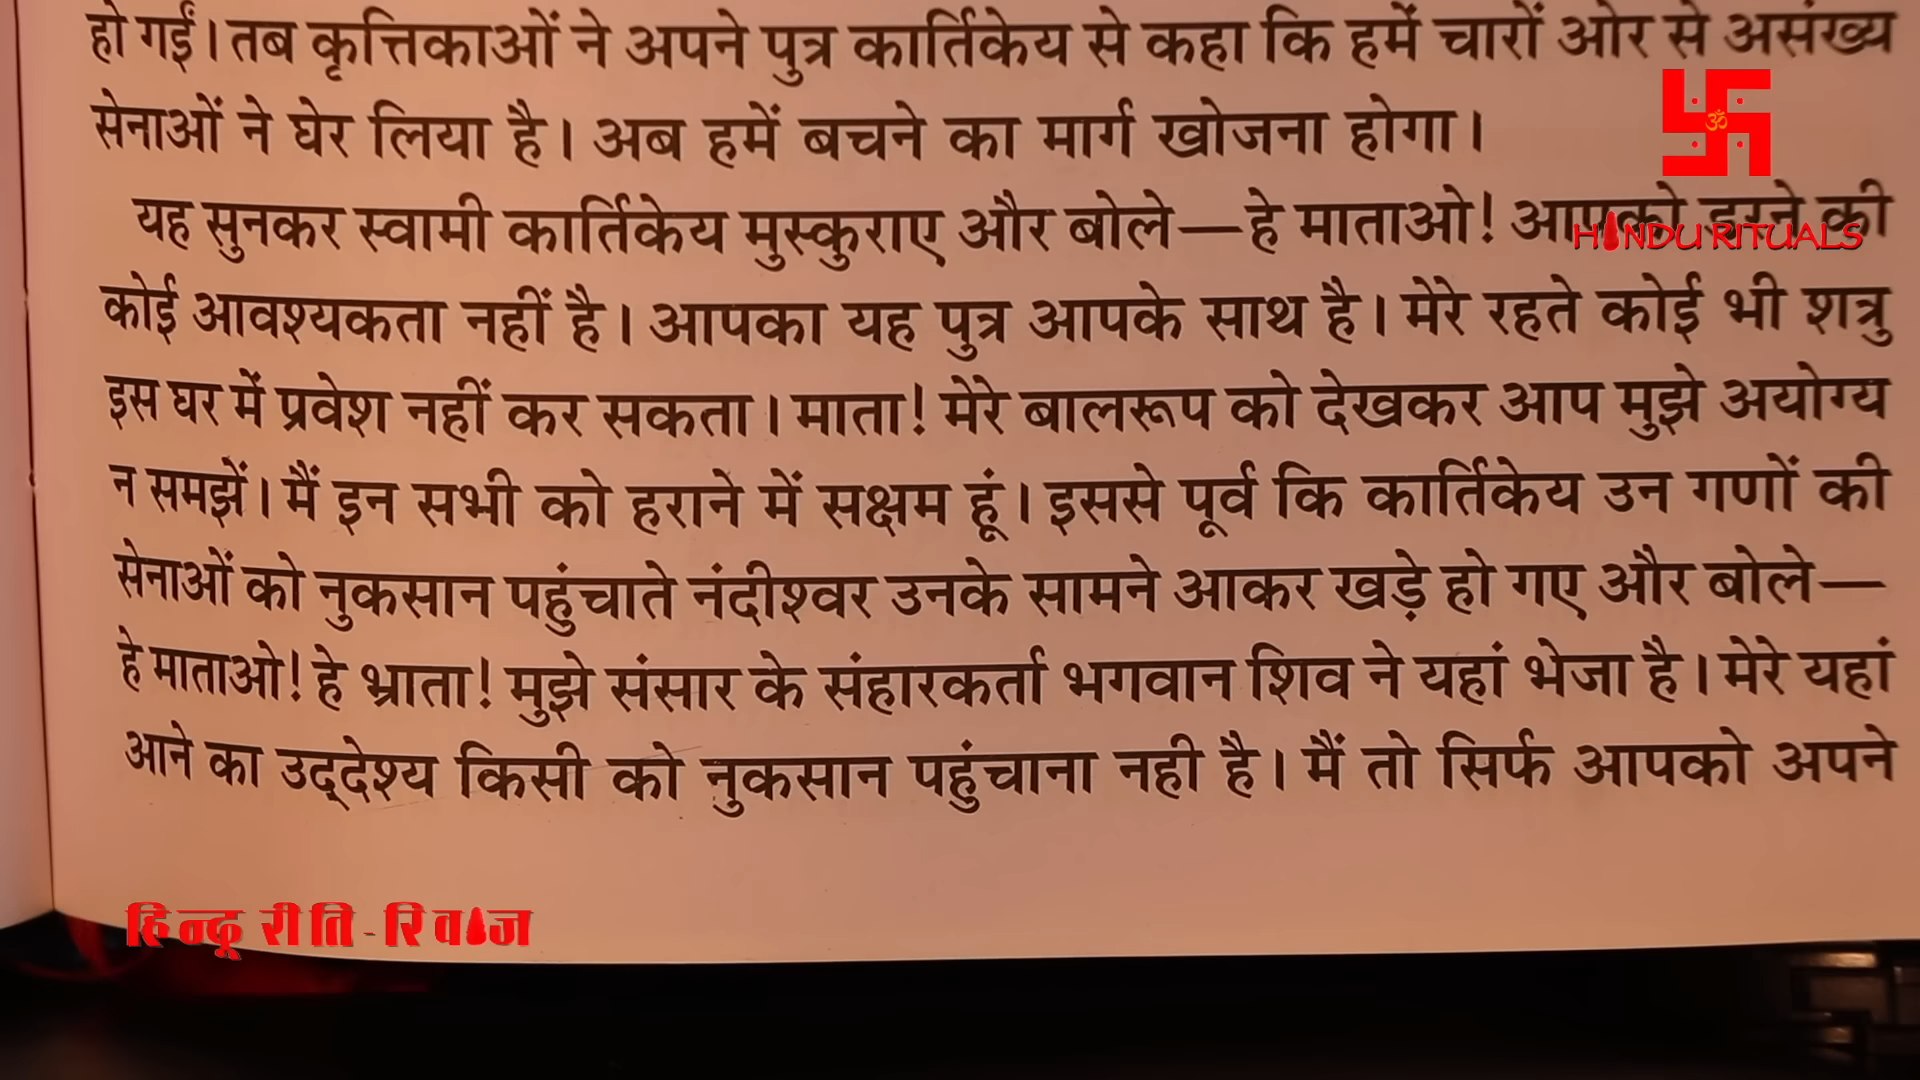 हो गईं। तब कृत्तिकाओं ने अपने पुत्र कार्तिकेय से कहा कि हमें चारों ओर से असंख्य
सेनाओं ने घेर लिया है। अब हमें बचने का मार्ग खोजना होगा।
ॐ
यह सुनकर स्वामी कार्तिकेय मुस्कुराए और बोले—हे माताओ! आपको डरने की
HINDU RITUALS
कोई आवश्यकता नहीं है। आपका यह पुत्र आपके साथ है। मेरे रहते कोई भी शत्रु
इस घर में प्रवेश नहीं कर सकता। माता! मेरे बालरूप को देखकर आप मुझे अयोग्य
न समझें। मैं इन सभी को हराने में सक्षम हूं। इससे पूर्व कि कार्तिकेय उन गणों की
सेनाओं को नुकसान पहुंचाते नंदीश्वर उनके सामने आकर खड़े हो गए और बोले—
हे माताओ! हे भ्राता! मुझे संसार के संहारकर्ता भगवान शिव ने यहां भेजा है। मेरे यहां
आने का उद्‌देश्य किसी को नुकसान पहुंचाना नही है। मैं तो सिर्फ आपको अपने
हिन्दू रीति-रिवाज